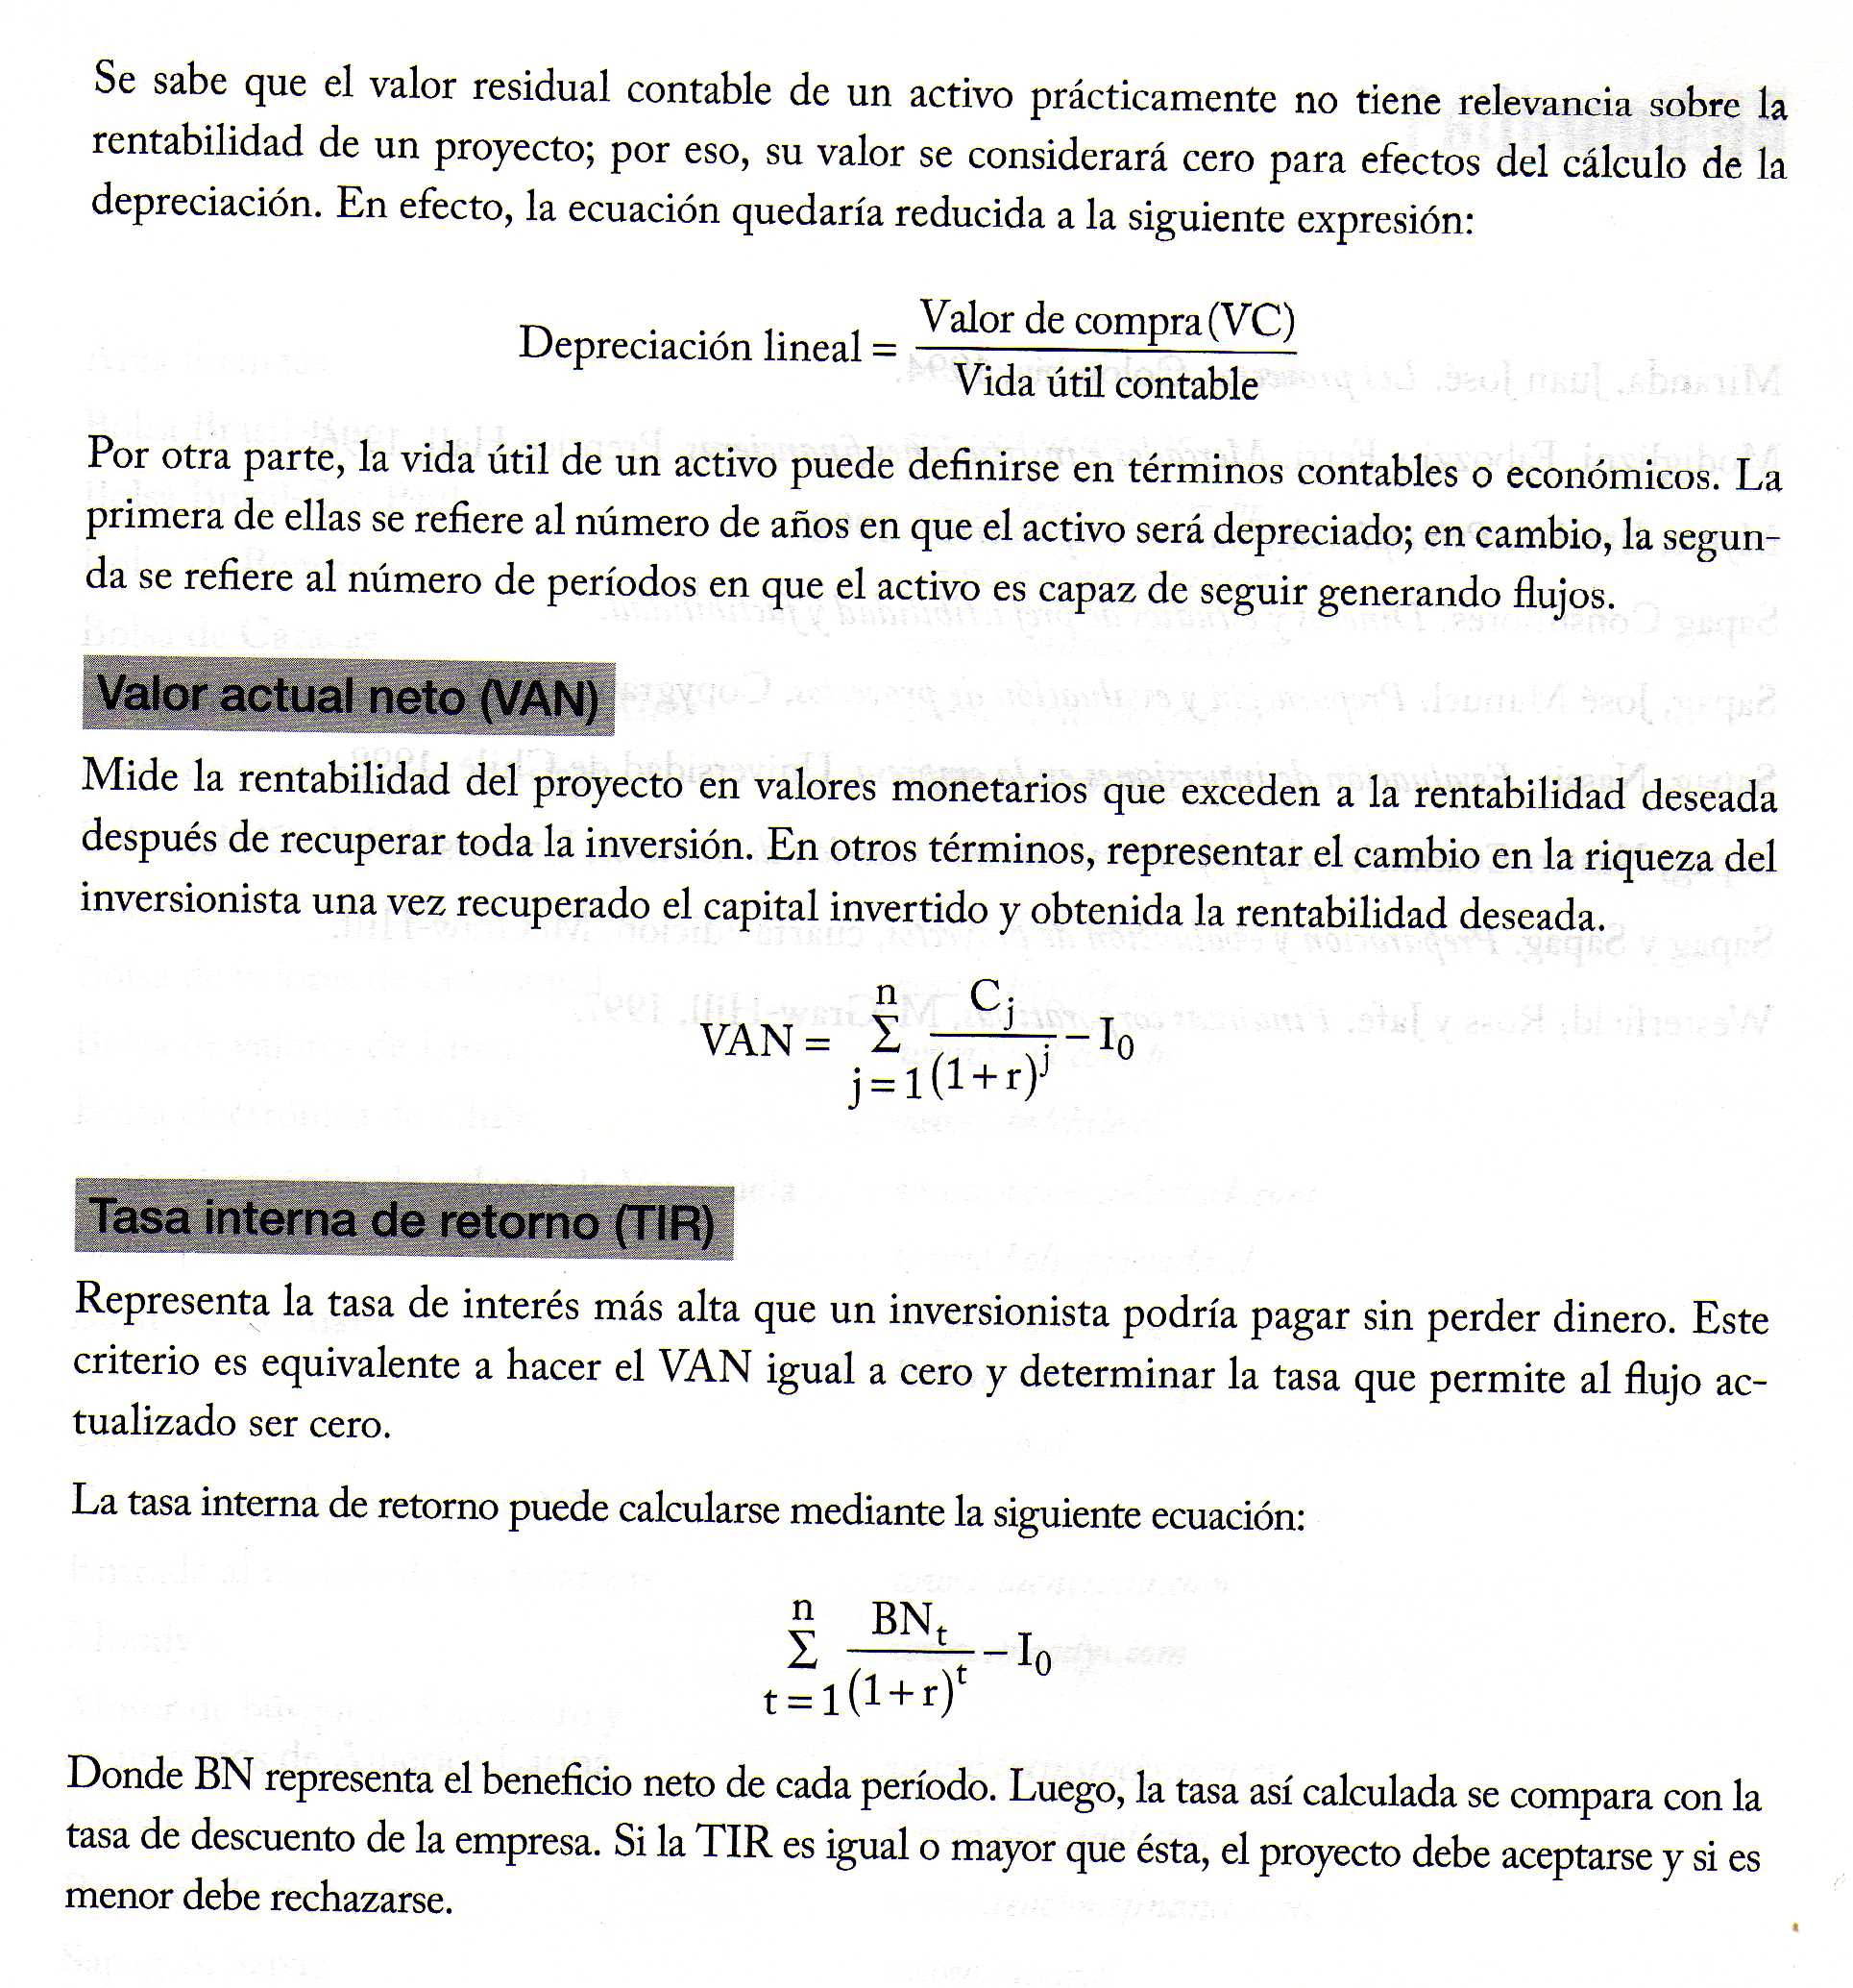 Se sabe que el valor residual contable de un activo prácticamente no tiene relevancia sobre la
rentabilidad de un proyecto; por eso, su valor se considerará cero para efectos del cálculo de la
depreciación. En efecto, la ecuación quedaría reducida a la siguiente expresión:
Depreciación lineal = Valor de compra (VC) / Vida útil contable
Por otra parte, la vida útil de un activo puede definirse en términos contables o económicos. La
primera de ellas se refiere al número de años en que el activo será depreciado; en cambio, la segun-
da se refiere al número de períodos en que el activo es capaz de seguir generando flujos.
Valor actual neto (VAN)
Mide la rentabilidad del proyecto en valores monetarios que exceden a la rentabilidad deseada
después de recuperar toda la inversión. En otros términos, representar el cambio en la riqueza del
inversionista una vez recuperado el capital invertido y obtenida la rentabilidad deseada.
VAN = n Σ j = 1 C_j / (1 + r)^j − I_0
Tasa interna de retorno (TIR)
Representa la tasa de interés más alta que un inversionista podría pagar sin perder dinero. Este
criterio es equivalente a hacer el VAN igual a cero y determinar la tasa que permite al flujo ac-
tualizado ser cero.
La tasa interna de retorno puede calcularse mediante la siguiente ecuación:
n Σ t = 1 BN_t / (1 + r)^t − I_0
Donde BN representa el beneficio neto de cada período. Luego, la tasa así calculada se compara con la
tasa de descuento de la empresa. Si la TIR es igual o mayor que ésta, el proyecto debe aceptarse y si es
menor debe rechazarse.